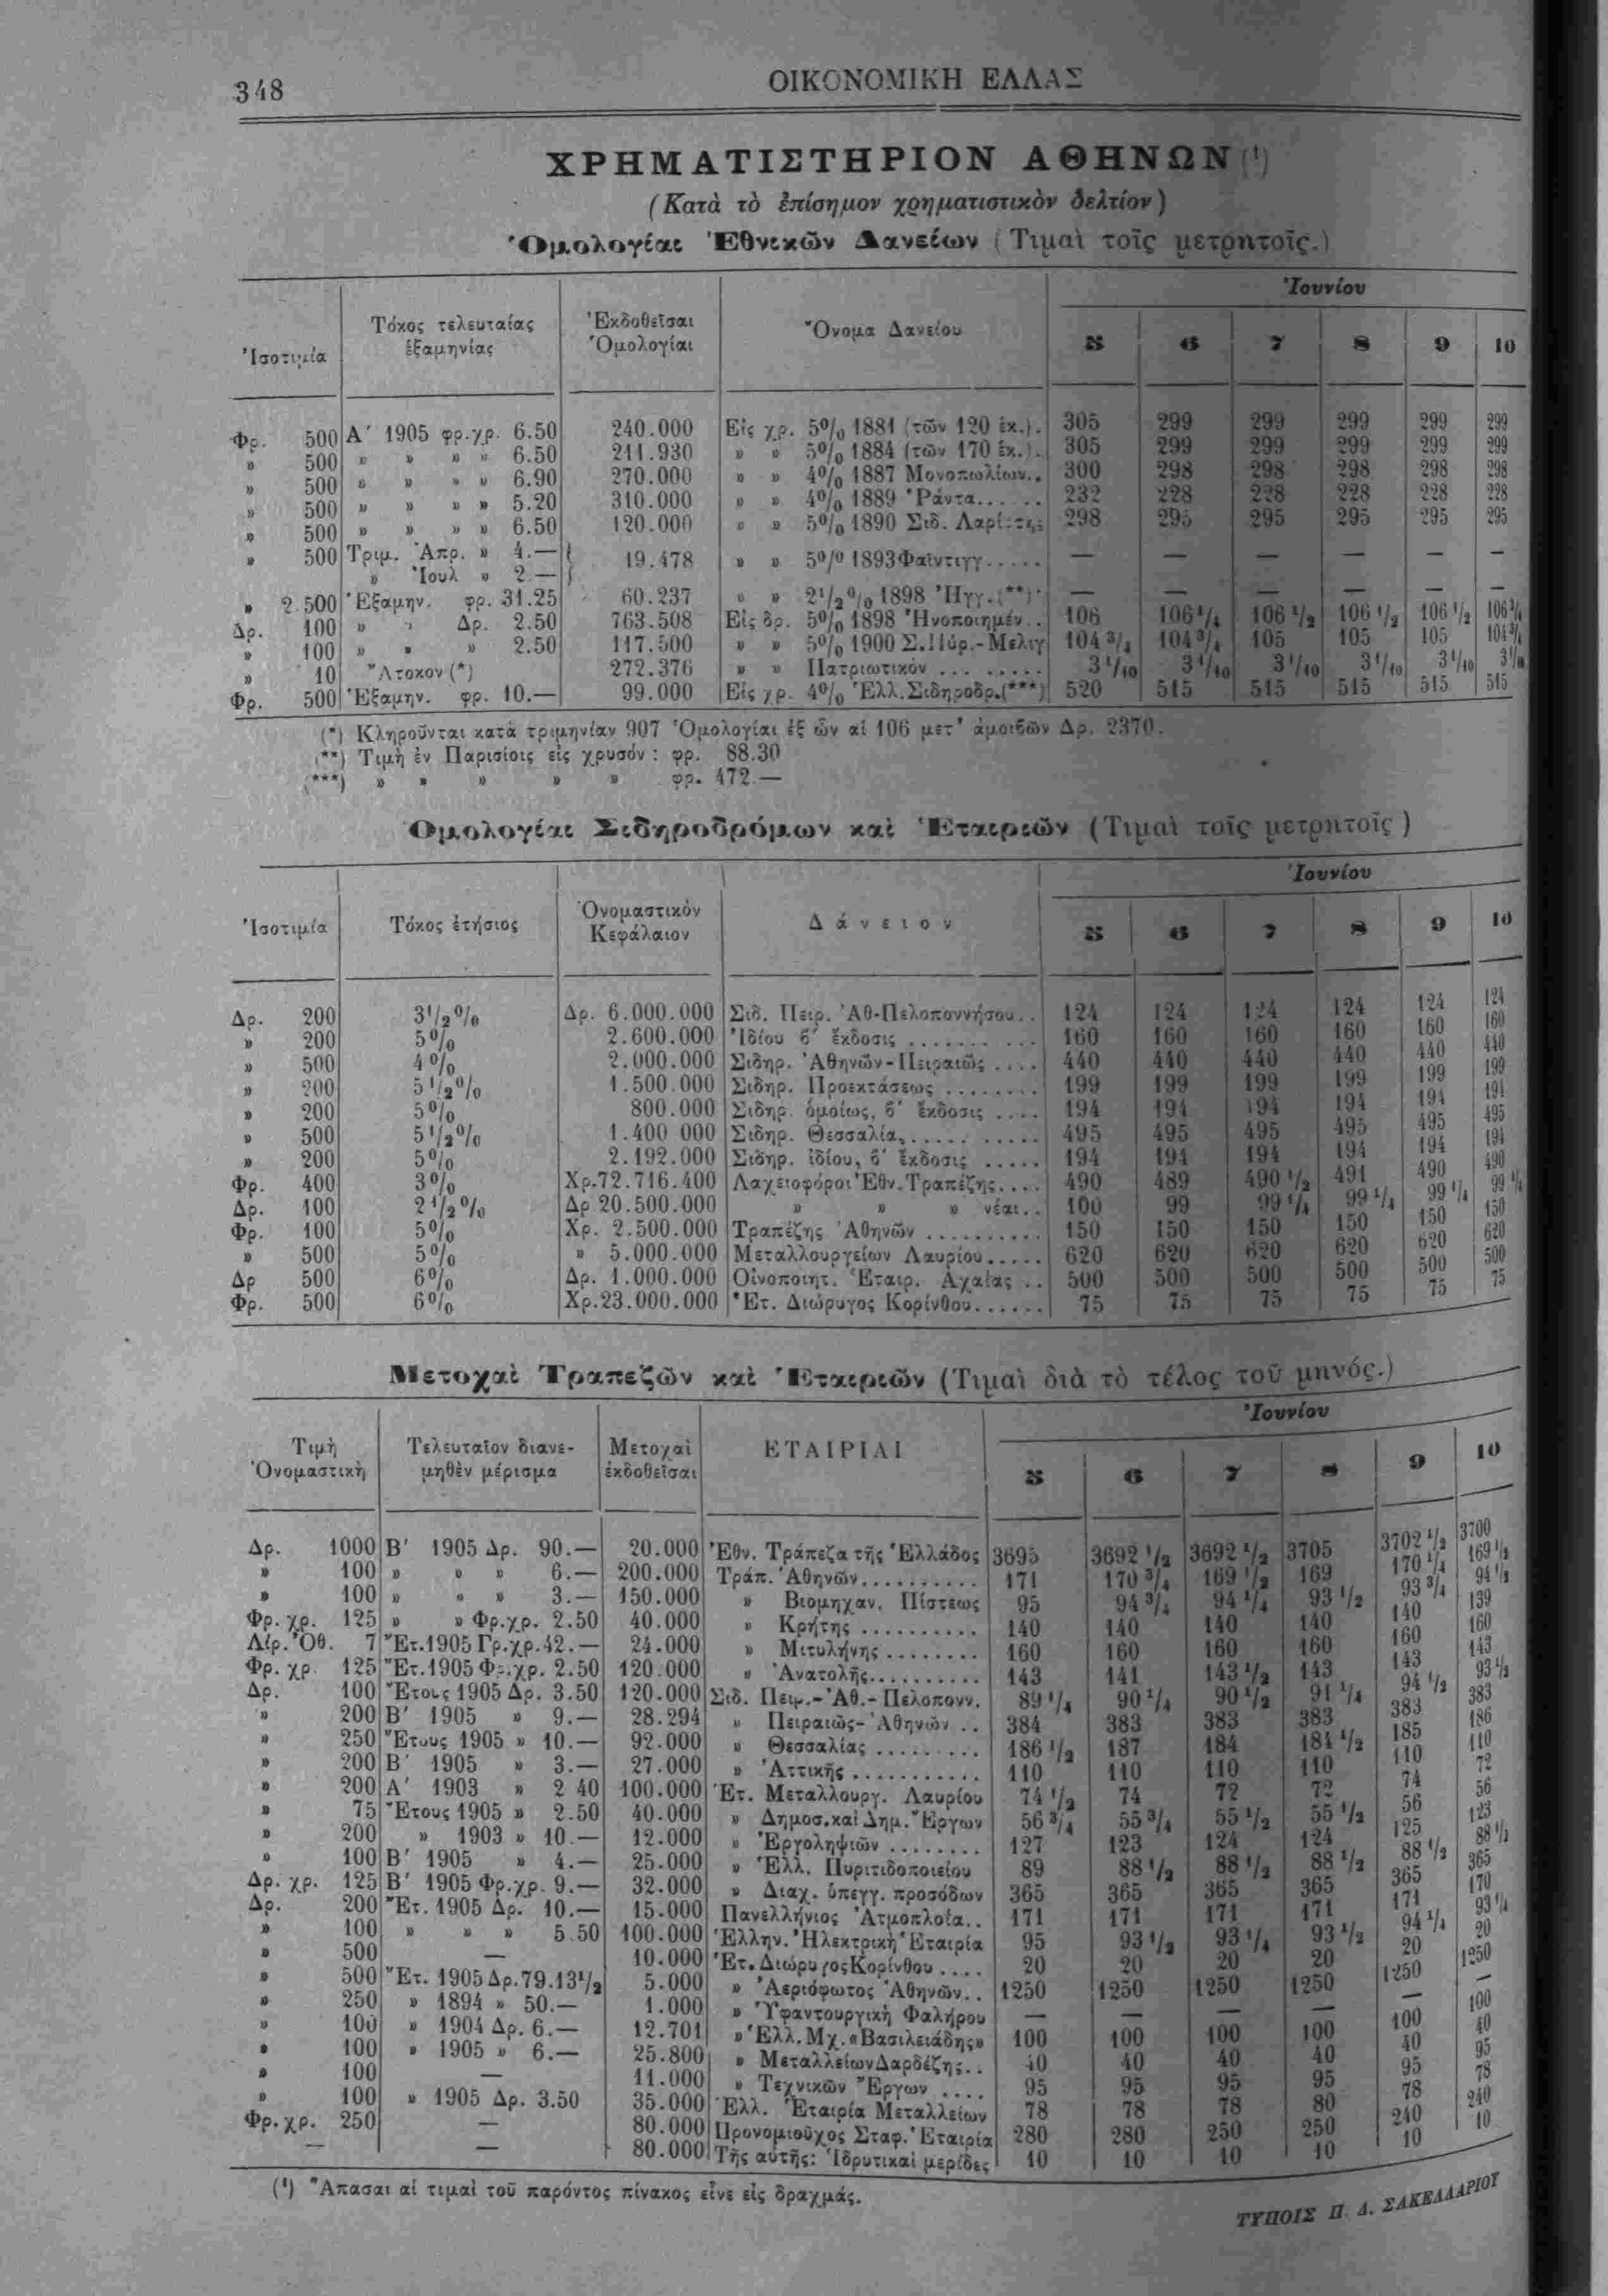 348
ΟΙΚΟΝΟΜΙΚΗ ΕΛΛΑΣ
ΧΡΗΜΑΤΙΣΤΗΡΙΟΝ ΑΘΗΝΩΝ (¹)
(Κατὰ τὸ ἐπίσημον χρηματιστικὸν δελτίον)
Ὁμολογίαι Ἐθνικῶν Δανείων (Τιμαὶ τοῖς μετρητοῖς.)
Ἰσοτιμία Τόκος τελευταίας ἑξαμηνίας Ἐκδοθεῖσαι Ὁμολογίαι Ὄνομα Δανείου Ἰουνίου 5 6 7 8 9 10
Φρ. 500 Α΄ 1905 φρ.χρ. 6.50 240.000 Εἰς χρ. 5% 1881 (τῶν 120 ἑκ.). 305 299 299 299 299 299
» 500 » » » » 6.50 211.930 » » 5% 1884 (τῶν 170 ἑκ.). 305 299 299 299 299 299
» 500 » » » » 6.90 270.000 » » 4% 1887 Μονοπωλίων.. 300 298 298 298 298 298
» 500 » » » » 5.20 310.000 » » 4% 1889 Ῥάντα...... 232 228 228 228 228 228
» 500 » » » » 6.50 120.000 » » 5% 1890 Σιδ. Λαρίσσης 298 295 295 295 295 295
» 500 Τριμ. Ἀπρ. » 4.— 19.478 » » 5% 1893 Φαϊντιγγ..... — — — — — —
» Ἰουλ » 2.—
» 2.500 Ἑξαμην. φρ. 31.25 60.237 » » 2½% 1898 Ἠγγ.(**) — — — — — —
Δρ. 100 » » Δρ. 2.50 763.508 Εἰς δρ. 5% 1898 Ἡνοποιημέν.. 106 106¼ 106½ 106½ 106½ 106¾
» 100 » » » 2.50 117.500 » » 5% 1900 Σ. Πύρ.-Μελιγ 104¾ 104¾ 105 105 105 104¾
» 10 Ἄτοκον (*) 272.376 » » Πατριωτικόν ......... 3 1/10 3 1/10 3 1/10 3 1/10 3 1/10 3 1/10
Φρ. 500 Ἑξαμην. φρ. 10.— 99.000 Εἰς χρ. 4% Ἑλλ. Σιδηροδρ.(***) 520 515 515 515 515 515
(*) Κληροῦνται κατὰ τριμηνίαν 907 Ὁμολογίαι ἐξ ὧν αἱ 106 μετ' ἀμοιβῶν Δρ. 2370.
(**) Τιμὴ ἐν Παρισίοις εἰς χρυσόν : φρ. 88.30
(***) » » » » » φρ. 472.—
Ὁμολογίαι Σιδηροδρόμων καὶ Ἑταιριῶν (Τιμαὶ τοῖς μετρητοῖς)
Ἰσοτιμία Τόκος ἐτήσιος Ὀνομαστικὸν Κεφάλαιον Δάνειον Ἰουνίου 5 6 7 8 9 10
Δρ. 200 3½% Δρ. 6.000.000 Σιδ. Πειρ. Ἀθ-Πελοποννήσου.. 124 124 124 124 124 124
» 200 5% 2.600.000 Ἰδίου β΄ ἔκδοσις .......... 160 160 160 160 160 160
» 500 4% 2.000.000 Σιδηρ. Ἀθηνῶν-Πειραιῶς .... 440 440 440 440 440 440
» 200 5½% 1.500.000 Σιδηρ. Προεκτάσεως ........ 199 199 199 199 199 199
» 200 5% 800.000 Σιδηρ. ὁμοίως, β΄ ἔκδοσις .... 194 194 194 194 194 194
» 500 5½% 1.400 000 Σιδηρ. Θεσσαλίας.......... 495 495 495 495 495 495
» 200 5% 2.192.000 Σιδηρ. ἰδίου, β΄ ἔκδοσις ..... 194 194 194 194 194 194
Φρ. 400 3% Χρ.72.716.400 Λαχειοφόροι Ἐθν. Τραπέζης.... 490 489 490½ 491 490 490
Δρ. 100 2½% Δρ.20.500.000 » » » νέαι.. 100 99 99¼ 99¼ 99¼ 99¼
Φρ. 100 5% Χρ. 2.500.000 Τραπέζης Ἀθηνῶν .......... 150 150 150 150 150 150
» 500 5% » 5.000.000 Μεταλλουργείων Λαυρίου..... 620 620 620 620 620 620
Δρ 500 6% Δρ. 1.000.000 Οἰνοποιητ. Ἑταιρ. Ἀχαίας .. 500 500 500 500 500 500
Φρ. 500 6% Χρ.23.000.000 Ἑτ. Διώρυγος Κορίνθου...... 75 75 75 75 75 75
Μετοχαὶ Τραπεζῶν καὶ Ἑταιριῶν (Τιμαὶ διὰ τὸ τέλος τοῦ μηνός.)
Τιμὴ Ὀνομαστικὴ Τελευταῖον διανεμηθὲν μέρισμα Μετοχαὶ ἐκδοθεῖσαι ΕΤΑΙΡΙΑΙ Ἰουνίου 5 6 7 8 9 10
Δρ. 1000 Β΄ 1905 Δρ. 90.— 20.000 Ἐθν. Τράπεζα τῆς Ἑλλάδος 3695 3692½ 3692½ 3705 3702½ 3700
» 100 » » » 6.— 200.000 Τράπ. Ἀθηνῶν.......... 171 170¾ 169½ 169 170¼ 169½
» 100 » » » 3.— 150.000 » Βιομηχαν. Πίστεως 95 94¾ 94¼ 93½ 93¾ 94½
Φρ. χρ. 125 » » Φρ.χρ. 2.50 40.000 » Κρήτης .......... 140 140 140 140 140 139
Λίρ. Ὀθ. 7 Ἔτ.1905 Γρ.χρ.42.— 24.000 » Μιτυλήνης ........ 160 160 160 160 160 160
Φρ. χρ 125 Ἔτ.1905 Φρ.χρ. 2.50 120.000 » Ἀνατολῆς.......... 143 141 143½ 143 143 143
Δρ. 100 Ἔτους 1905 Δρ. 3.50 120.000 Σιδ. Πειρ.-Ἀθ.-Πελοπονν. 89¼ 90¼ 90½ 91¼ 94½ 93½
» 200 Β΄ 1905 » 9.— 28.294 » Πειραιῶς-Ἀθηνῶν .. 384 383 383 383 383 383
» 250 Ἔτους 1905 » 10.— 92.000 » Θεσσαλίας ......... 186½ 187 184 184½ 185 186
» 200 Β΄ 1905 » 3.— 27.000 » Ἀττικῆς ........... 110 110 110 110 110 110
» 200 Α΄ 1903 » 2 40 100.000 Ἑτ. Μεταλλουργ. Λαυρίου 74½ 74 72 72 74 72
» 75 Ἔτους 1905 » 2.50 40.000 » Δημοσ. καὶ Δημ. Ἔργων 56¾ 55¾ 55½ 55½ 56 56
» 200 » 1903 » 10.— 12.000 » Ἐργοληψιῶν ........ 127 123 124 124 125 123
» 100 Β΄ 1905 » 4.— 25.000 » Ἑλλ. Πυριτιδοποιείου 89 88½ 88½ 88½ 88½ 88½
Δρ. χρ. 125 Β΄ 1905 Φρ.χρ. 9.— 32.000 » Διαχ. ὑπεγγ. προσόδων 365 365 365 365 365 365
Δρ. 200 Ἔτ. 1905 Δρ. 10.— 15.000 Πανελλήνιος Ἀτμοπλοΐα.. 171 171 171 171 171 170
» 100 » » » 5.50 100.000 Ἑλλην. Ἠλεκτρικὴ Ἑταιρία 95 93½ 93¼ 93½ 94¼ 93¼
» 500 — 10.000 Ἑτ. Διώρυγος Κορίνθου .... 20 20 20 20 20 20
» 500 Ἔτ. 1905 Δρ.79.13½ 5.000 » Ἀεριόφωτος Ἀθηνῶν.. 1250 1250 1250 1250 1250 1250
» 250 » 1894 » 50.— 1.000 » Ὑφαντουργικὴ Φαλήρου — — — — — —
» 100 » 1904 Δρ. 6.— 12.701 » Ἑλλ. Μχ. «Βασιλειάδης» 100 100 100 100 100 100
» 100 » 1905 » 6.— 25.800 » Μεταλλείων Δαρδέζης.. 40 40 40 40 40 40
» 100 — 11.000 » Τεχνικῶν Ἔργων .... 95 95 95 95 95 95
» 100 » 1905 Δρ. 3.50 35.000 Ἑλλ. Ἑταιρία Μεταλλείων 78 78 78 80 78 78
Φρ.χρ. 250 — 80.000 Προνομιοῦχος Σταφ. Ἑταιρία 280 280 250 250 240 240
— — 80.000 Τῆς αὐτῆς: Ἱδρυτικαὶ μερίδες 10 10 10 10 10 10
(¹) Ἅπασαι αἱ τιμαὶ τοῦ παρόντος πίνακος εἶνε εἰς δραχμάς.
ΤΥΠΟΙΣ Π. Δ. ΣΑΚΕΛΛΑΡΙΟΥ